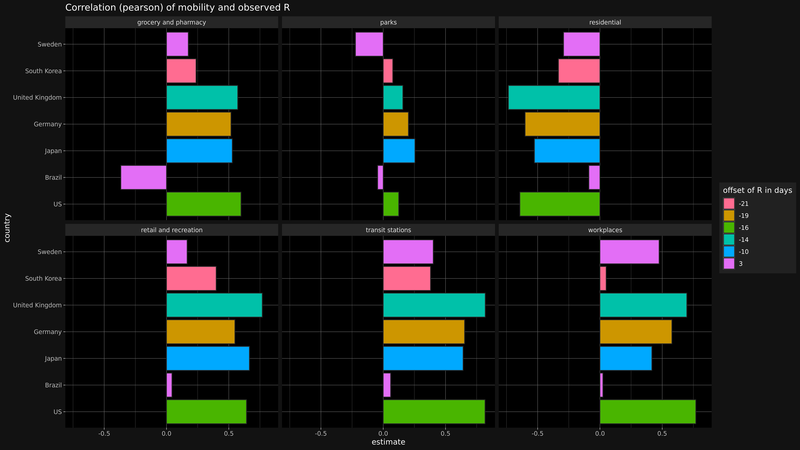 Correlation (pearson) of mobility and observed R
grocery and pharmacy
parks
residential
Sweden
South Korea
United Kingdom
Germany
Japan
Brazil
US
retail and recreation
transit stations
workplaces
Sweden
South Korea
United Kingdom
Germany
Japan
Brazil
US
-0.5 0.0 0.5
-0.5 0.0 0.5
-0.5 0.0 0.5
estimate
country
offset of R in days
-21
-19
-16
-14
-10
3